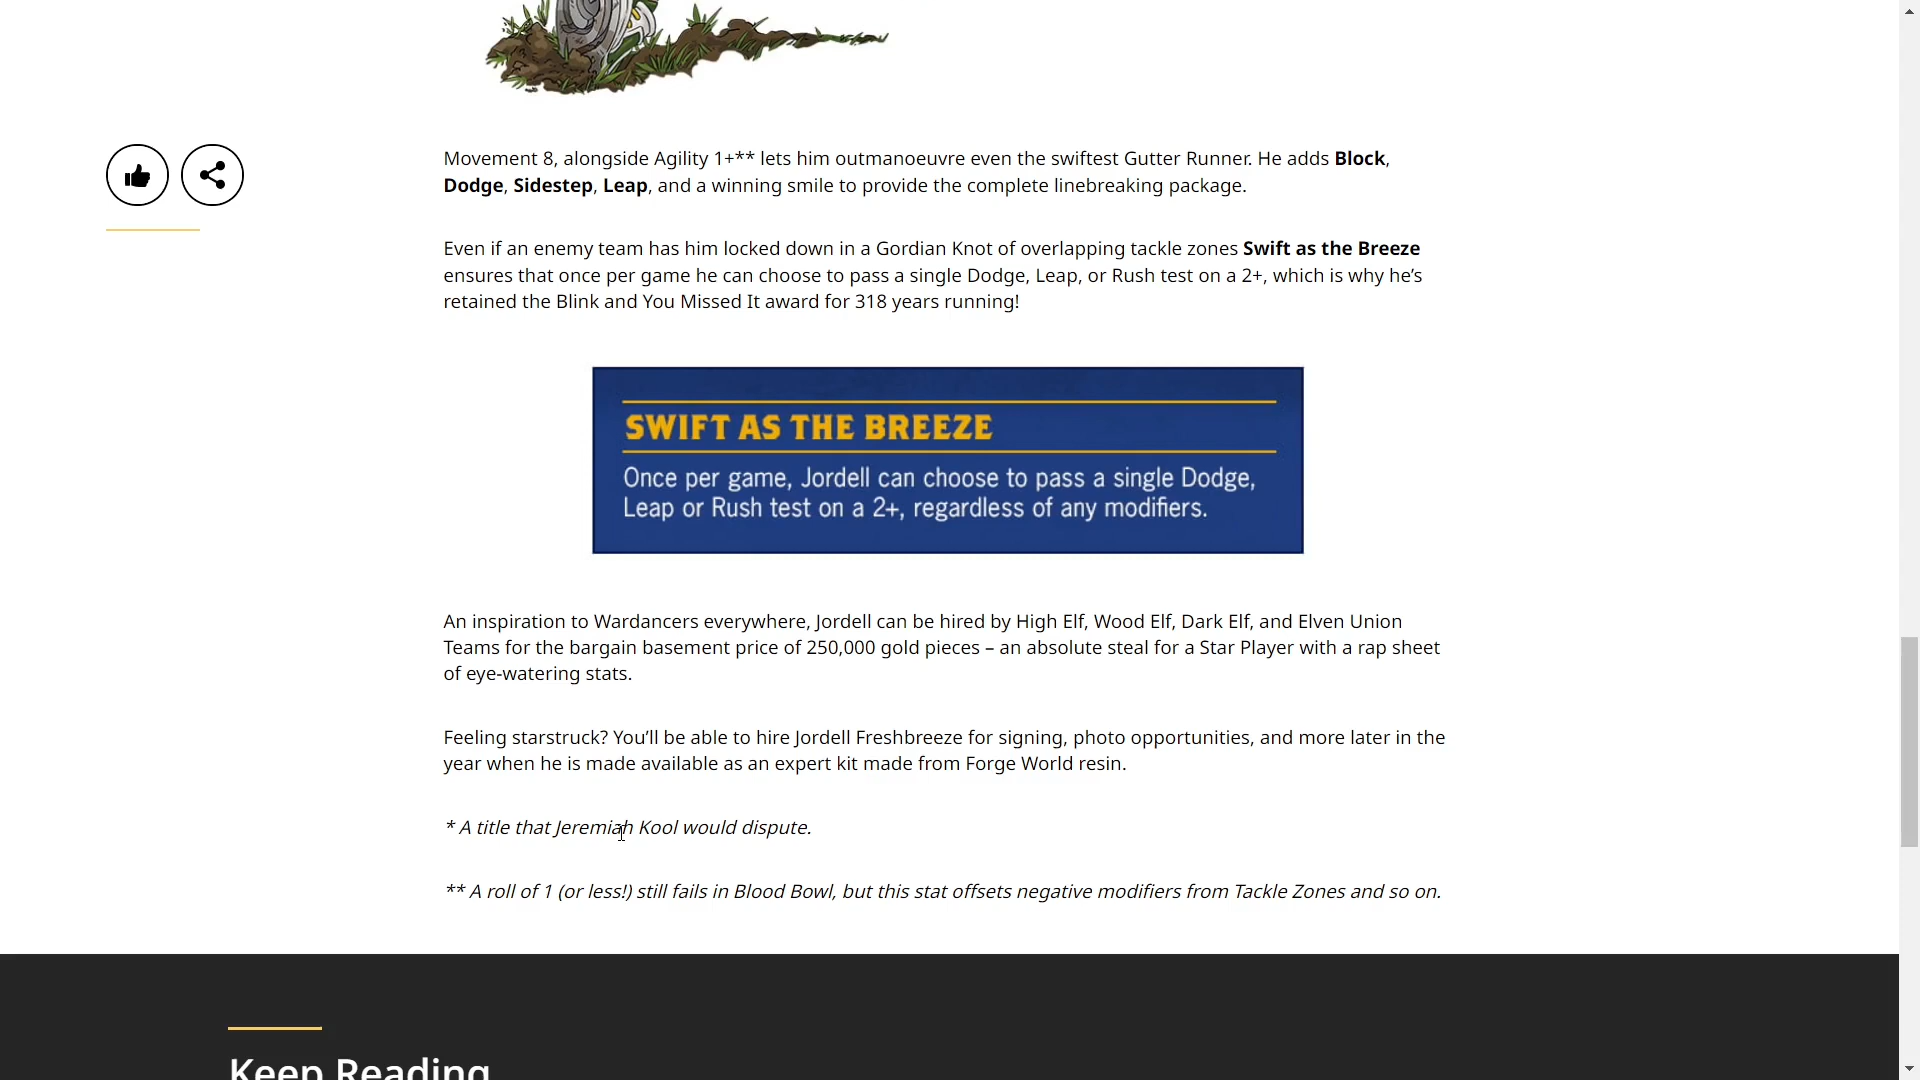 Movement 8, alongside Agility 1+** lets him outmanoeuvre even the swiftest Gutter Runner. He adds Block,
Dodge, Sidestep, Leap, and a winning smile to provide the complete linebreaking package.
Even if an enemy team has him locked down in a Gordian Knot of overlapping tackle zones Swift as the Breeze
ensures that once per game he can choose to pass a single Dodge, Leap, or Rush test on a 2+, which is why he’s
retained the Blink and You Missed It award for 318 years running!
SWIFT AS THE BREEZE
Once per game, Jordell can choose to pass a single Dodge,
Leap or Rush test on a 2+, regardless of any modifiers.
An inspiration to Wardancers everywhere, Jordell can be hired by High Elf, Wood Elf, Dark Elf, and Elven Union
Teams for the bargain basement price of 250,000 gold pieces – an absolute steal for a Star Player with a rap sheet
of eye-watering stats.
Feeling starstruck? You’ll be able to hire Jordell Freshbreeze for signing, photo opportunities, and more later in the
year when he is made available as an expert kit made from Forge World resin.
* A title that Jeremiah Kool would dispute.
** A roll of 1 (or less!) still fails in Blood Bowl, but this stat offsets negative modifiers from Tackle Zones and so on.
Keep Reading